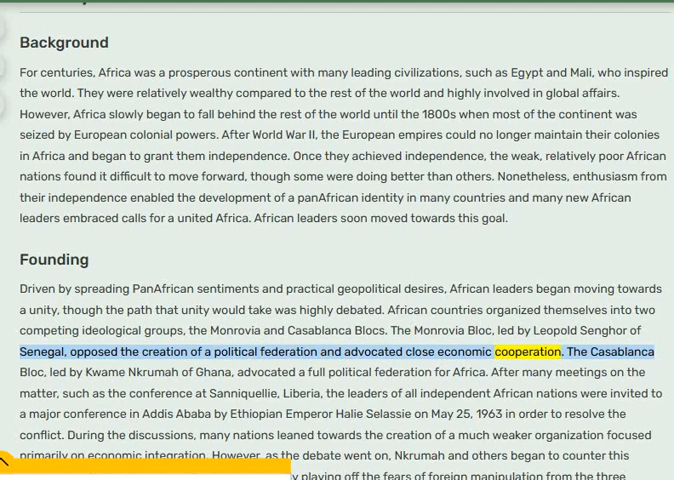 Background
For centuries, Africa was a prosperous continent with many leading civilizations, such as Egypt and Mali, who inspired
the world. They were relatively wealthy compared to the rest of the world and highly involved in global affairs.
However, Africa slowly began to fall behind the rest of the world until the 1800s when most of the continent was
seized by European colonial powers. After World War II, the European empires could no longer maintain their colonies
in Africa and began to grant them independence. Once they achieved independence, the weak, relatively poor African
nations found it difficult to move forward, though some were doing better than others. Nonetheless, enthusiasm from
their independence enabled the development of a panAfrican identity in many countries and many new African
leaders embraced calls for a united Africa. African leaders soon moved towards this goal.
Founding
Driven by spreading PanAfrican sentiments and practical geopolitical desires, African leaders began moving towards
a unity, though the path that unity would take was highly debated. African countries organized themselves into two
competing ideological groups, the Monrovia and Casablanca Blocs. The Monrovia Bloc, led by Leopold Senghor of
Senegal, opposed the creation of a political federation and advocated close economic cooperation. The Casablanca
Bloc, led by Kwame Nkrumah of Ghana, advocated a full political federation for Africa. After many meetings on the
matter, such as the conference at Sanniquellie, Liberia, the leaders of all independent African nations were invited to
a major conference in Addis Ababa by Ethiopian Emperor Halie Selassie on May 25, 1963 in order to resolve the
conflict. During the discussions, many nations leaned towards the creation of a much weaker organization focused
primarily on economic integration. However, as the debate went on, Nkrumah and others began to counter this
playing off the fears of foreign manipulation from the three